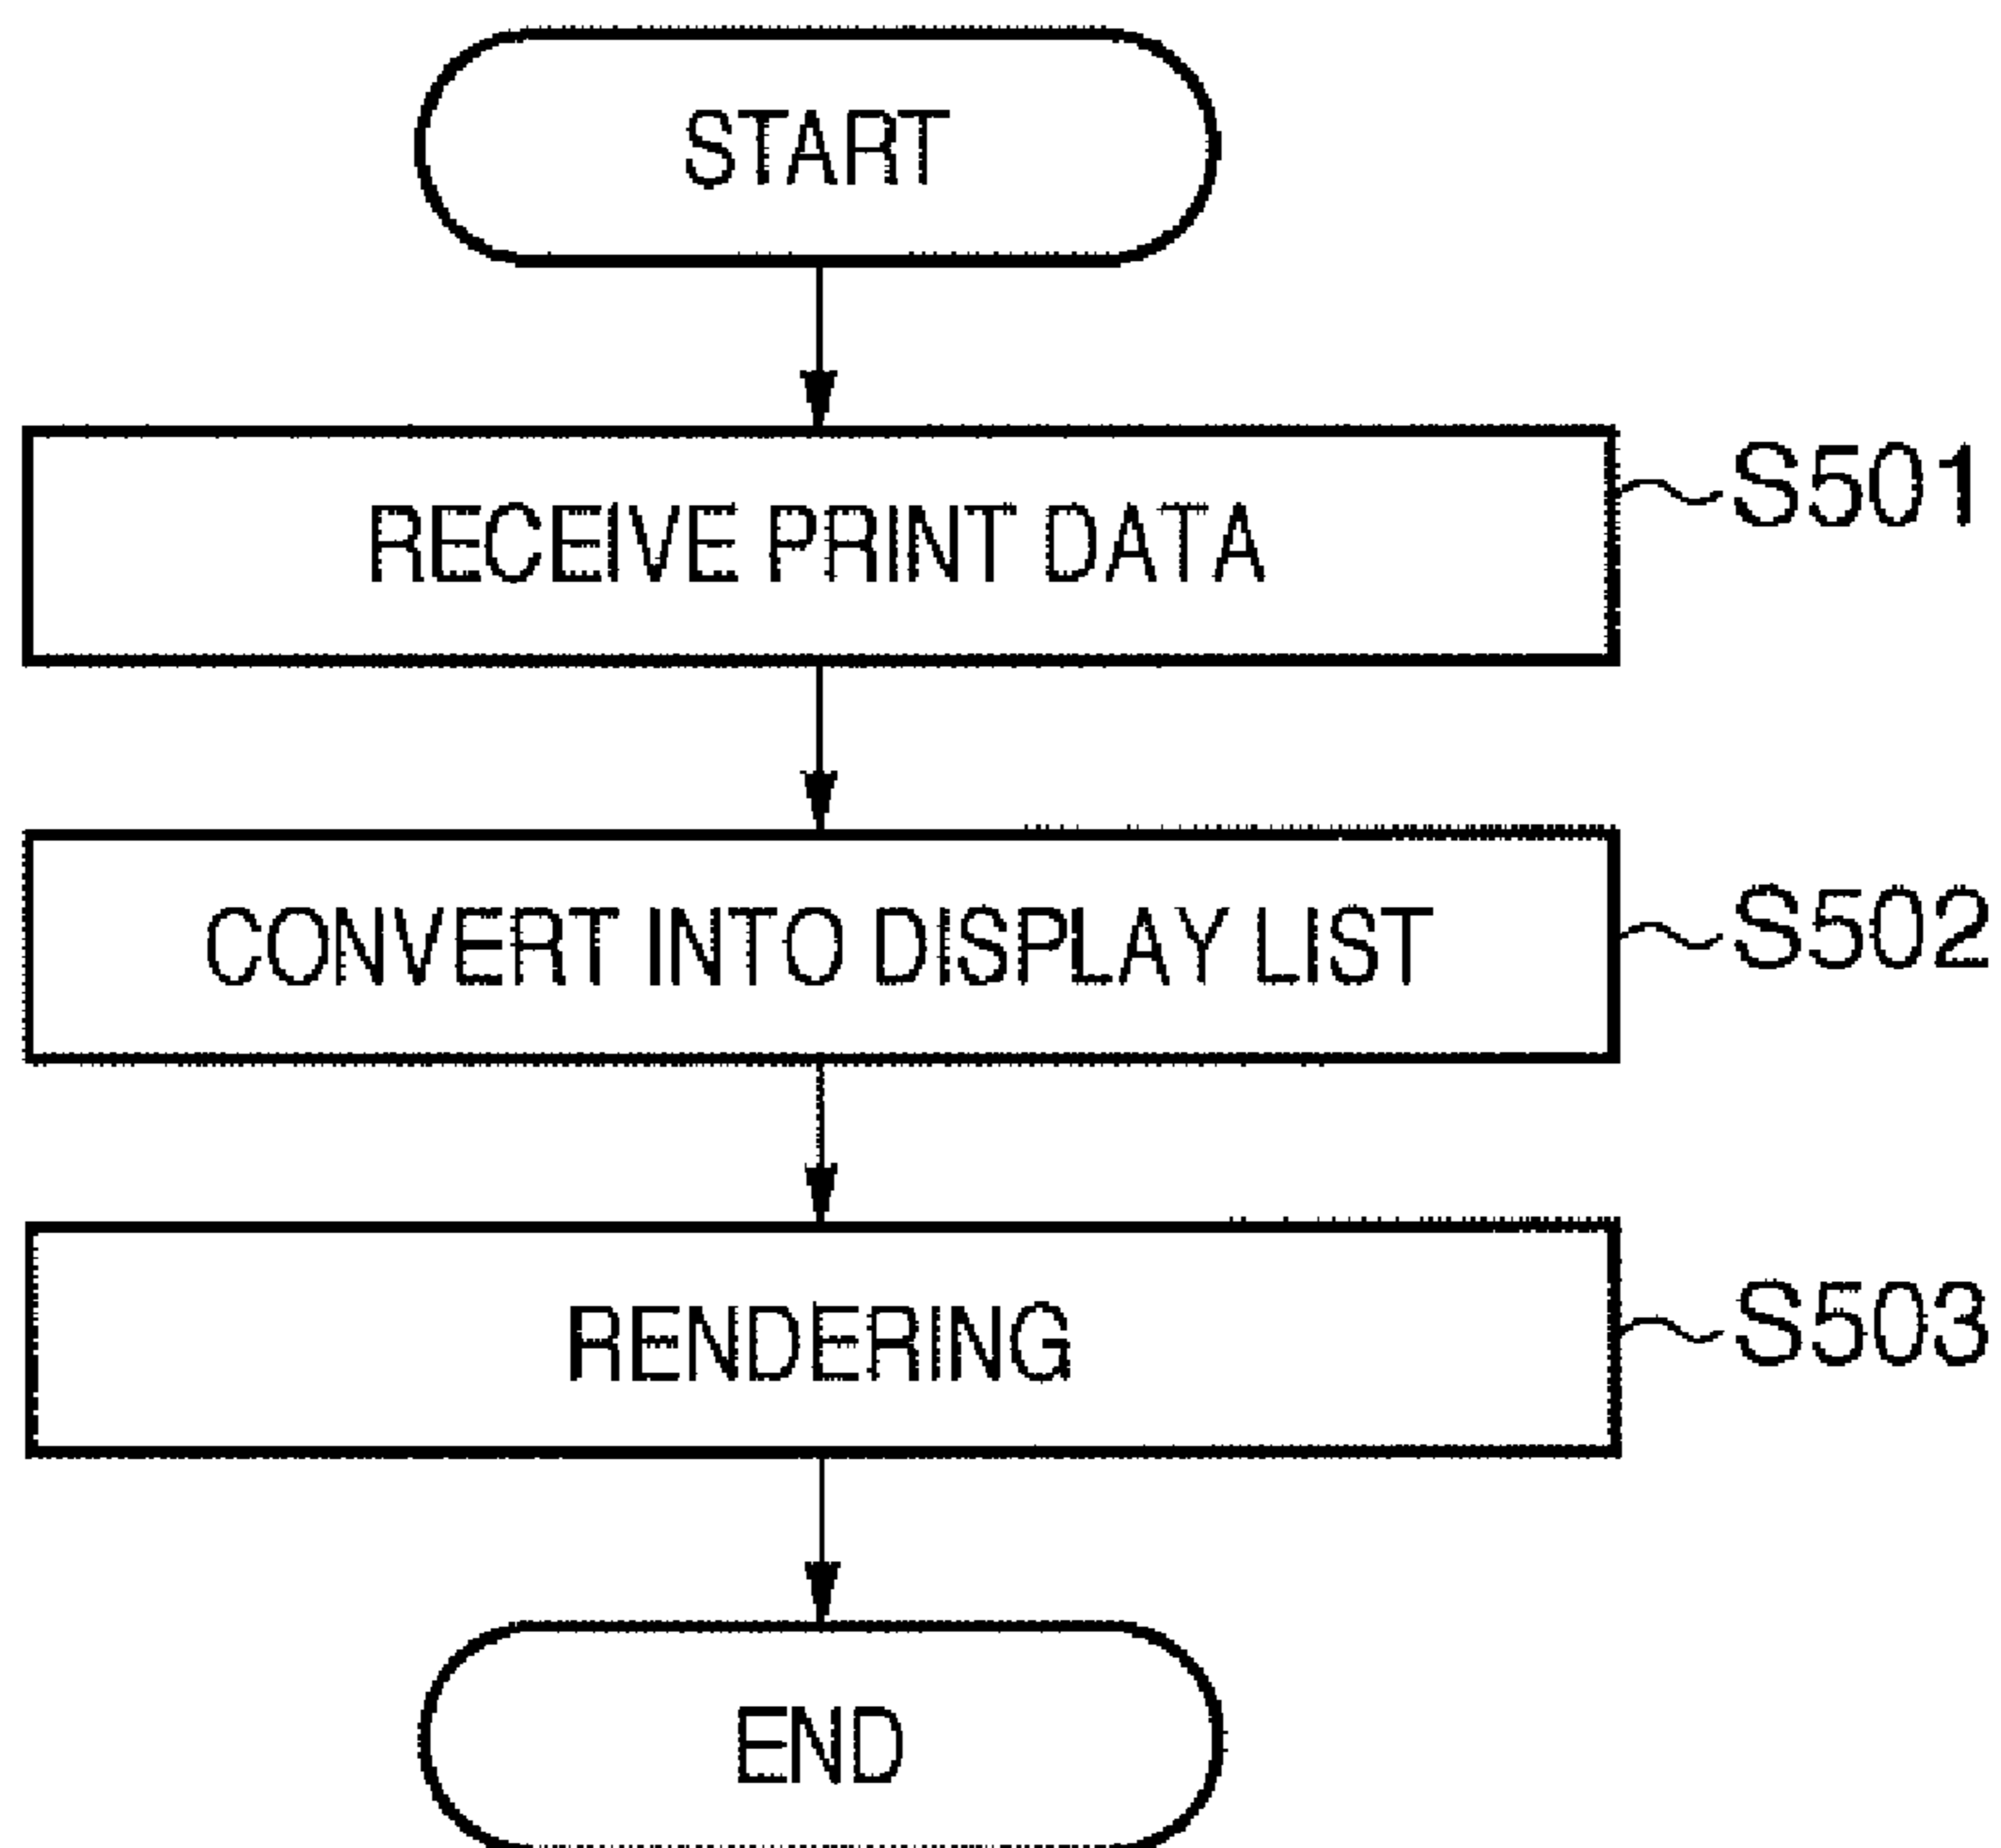 START
RECEIVE PRINT DATA
S501
CONVERT INTO DISPLAY LIST
S502
RENDERING
S503
END